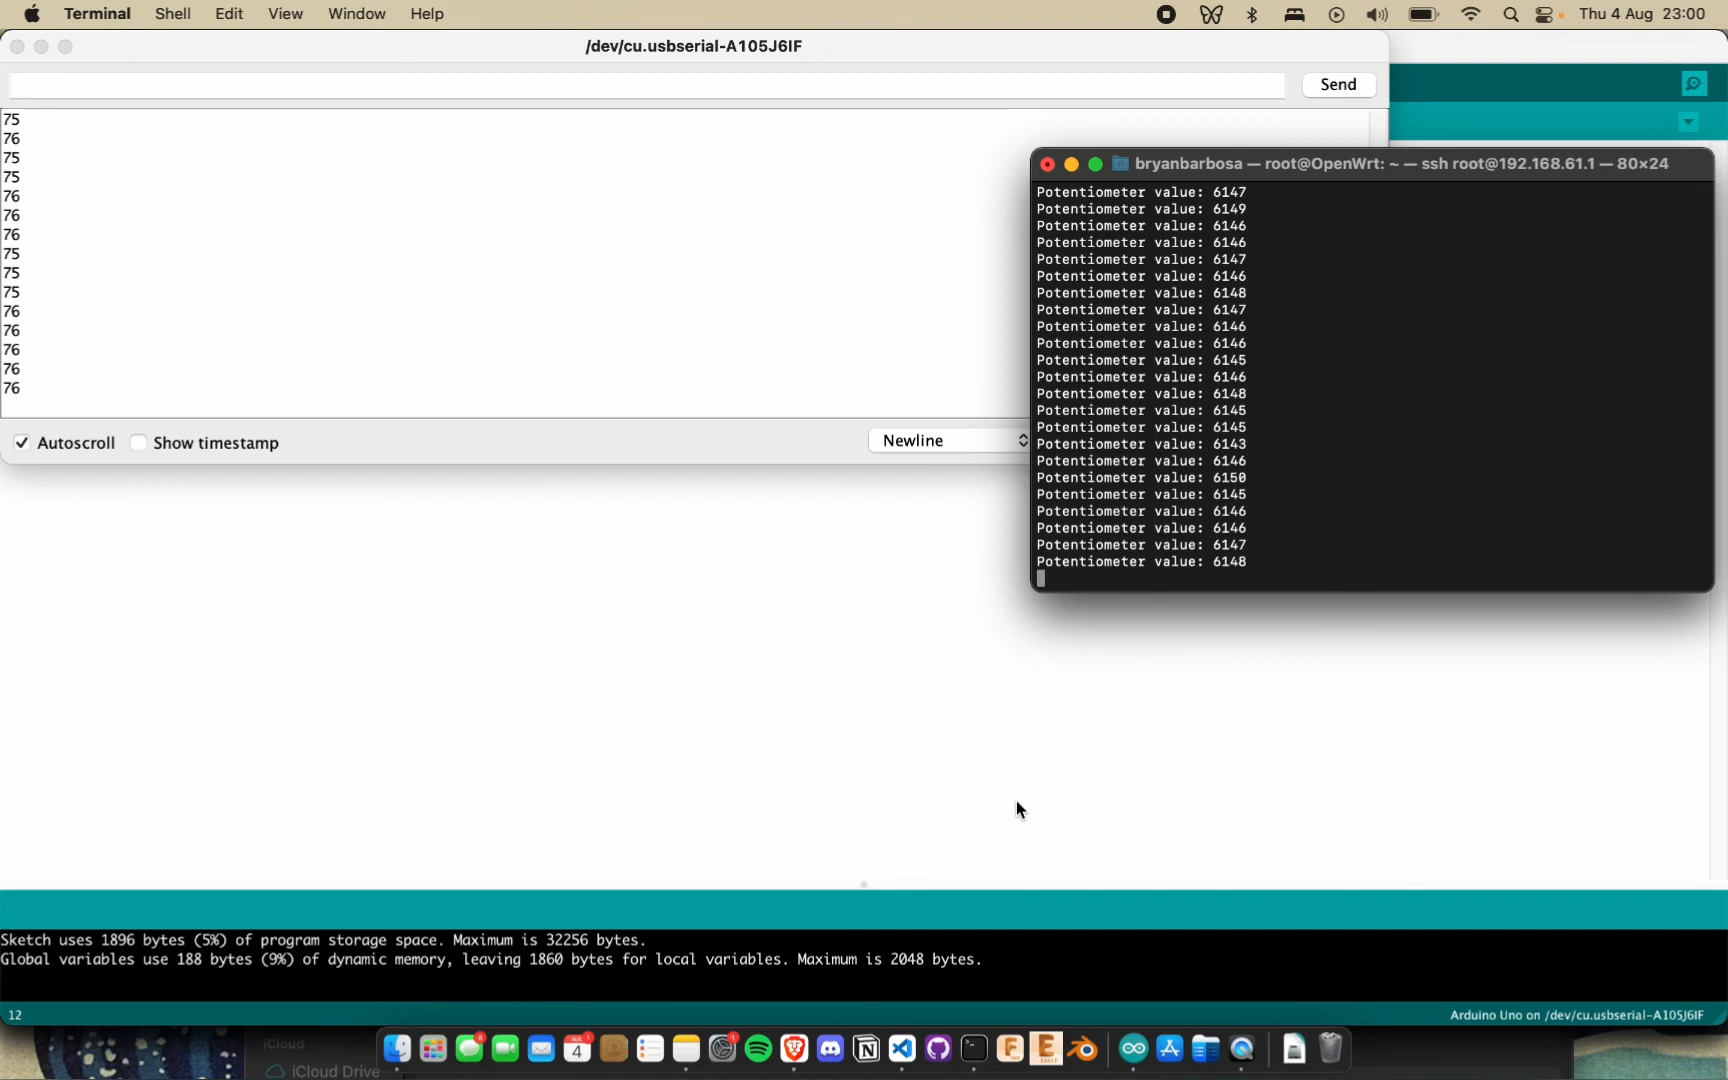 Terminal Shell Edit View Window Help Thu 4 Aug 23:00
/dev/cu.usbserial-A105J6IF
Send
75
76
75
75
76
76
76
75
75
75
76
76
76
76
76
Autoscroll Show timestamp Newline
bryanbarbosa — root@OpenWrt: ~ — ssh root@192.168.61.1 — 80×24
Potentiometer value: 6147
Potentiometer value: 6149
Potentiometer value: 6146
Potentiometer value: 6146
Potentiometer value: 6147
Potentiometer value: 6146
Potentiometer value: 6148
Potentiometer value: 6147
Potentiometer value: 6146
Potentiometer value: 6146
Potentiometer value: 6145
Potentiometer value: 6146
Potentiometer value: 6148
Potentiometer value: 6145
Potentiometer value: 6145
Potentiometer value: 6143
Potentiometer value: 6146
Potentiometer value: 6150
Potentiometer value: 6145
Potentiometer value: 6146
Potentiometer value: 6146
Potentiometer value: 6147
Potentiometer value: 6148
Sketch uses 1896 bytes (5%) of program storage space. Maximum is 32256 bytes.
Global variables use 188 bytes (9%) of dynamic memory, leaving 1860 bytes for local variables. Maximum is 2048 bytes.
12 Arduino Uno on /dev/cu.usbserial-A105J6IF
iCloud
iCloud Drive
8
4
1
EAGLE